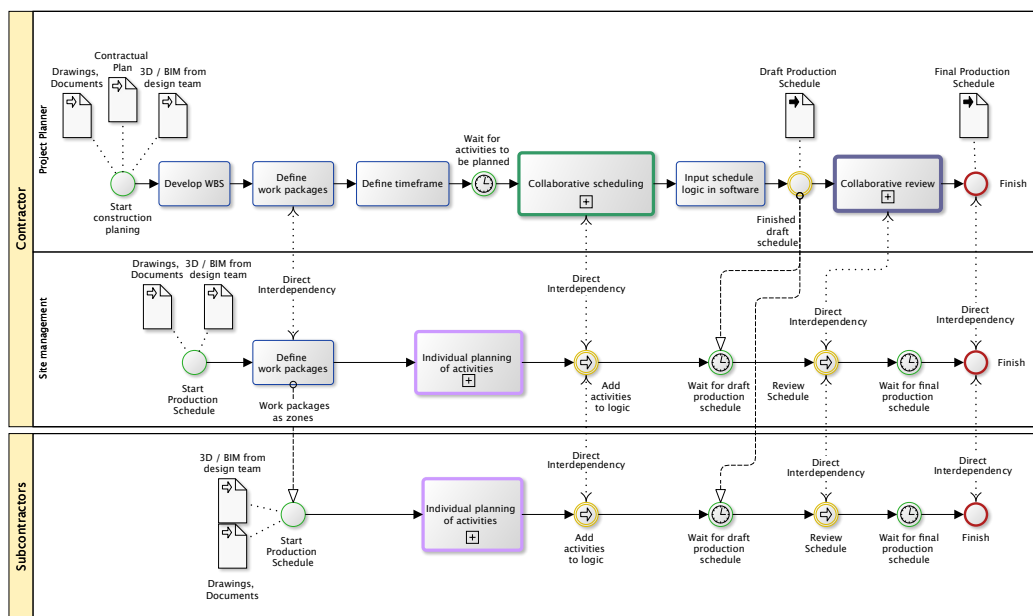 Contractor
Project Planner
Contractual
Plan
Drawings,
Documents
3D / BIM from
design team
Start
construction
planing
Develop WBS
Define
work packages
Define timeframe
Wait for
activities to
be planned
Collaborative scheduling
Input schedule
logic in software
Draft Production
Schedule
Finished
draft
schedule
Collaborative review
Final Production
Schedule
Finish
Site management
Drawings,
Documents
3D / BIM from
design team
Start
Production
Schedule
Direct
Interdependency
Define
work packages
Work packages
as zones
Individual planning
of activities
Direct
Interdependency
Add
activities
to logic
Wait for draft
production
schedule
Direct
Interdependency
Review
Schedule
Wait for final
production
schedule
Direct
Interdependency
Finish
Subcontractors
3D / BIM from
design team
Drawings,
Documents
Start
Production
Schedule
Individual planning
of activities
Direct
Interdependency
Add
activities
to logic
Wait for draft
production
schedule
Direct
Interdependency
Review
Schedule
Wait for final
production
schedule
Direct
Interdependency
Finish